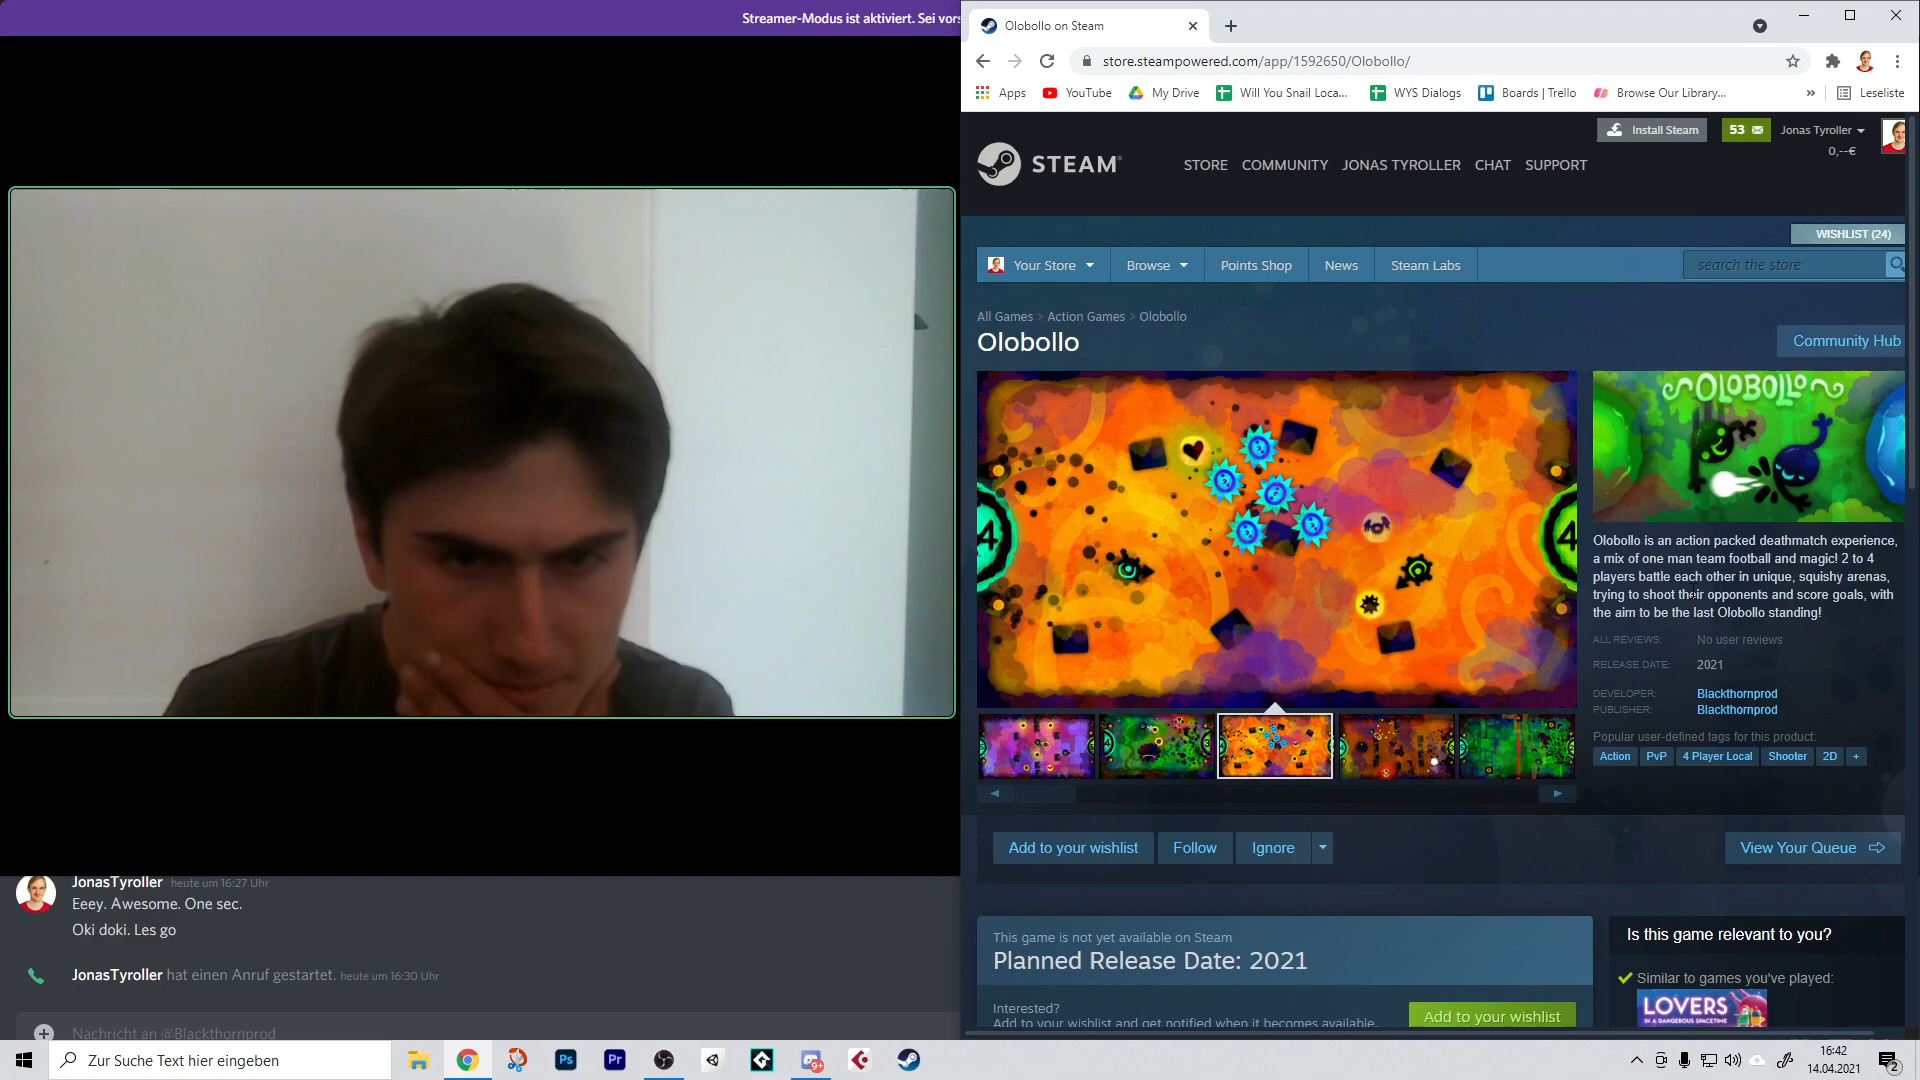 Streamer-Modus ist aktiviert. Sei vors
JonasTyroller heute um 16:27 Uhr
Eeey. Awesome. One sec.
Oki doki. Les go
JonasTyroller hat einen Anruf gestartet. heute um 16:30 Uhr
Nachricht an @Blackthornprod
Olobollo on Steam
store.steampowered.com/app/1592650/Olobollo/
Apps YouTube My Drive Will You Snail Loca... WYS Dialogs Boards | Trello Browse Our Library... » Leseliste
Install Steam 53 Jonas Tyroller
0,--€
STEAM®
STORE COMMUNITY JONAS TYROLLER CHAT SUPPORT
WISHLIST (24)
Your Store Browse Points Shop News Steam Labs search the store
All Games > Action Games > Olobollo
Olobollo
Community Hub
4
4
OLOBOLLO
Olobollo is an action packed deathmatch experience,
a mix of one man team football and magic! 2 to 4
players battle each other in unique, squishy arenas,
trying to shoot their opponents and score goals, with
the aim to be the last Olobollo standing!
ALL REVIEWS: No user reviews
RELEASE DATE: 2021
DEVELOPER: Blackthornprod
PUBLISHER: Blackthornprod
Popular user-defined tags for this product:
Action PvP 4 Player Local Shooter 2D +
Add to your wishlist Follow Ignore View Your Queue
This game is not yet available on Steam
Planned Release Date: 2021
Interested?
Add to your wishlist and get notified when it becomes available.
Add to your wishlist
Is this game relevant to you?
Similar to games you've played:
LOVERS
IN A DANGEROUS SPACETIME
Zur Suche Text hier eingeben
Ps Pr 9+
16:42
14.04.2021
2